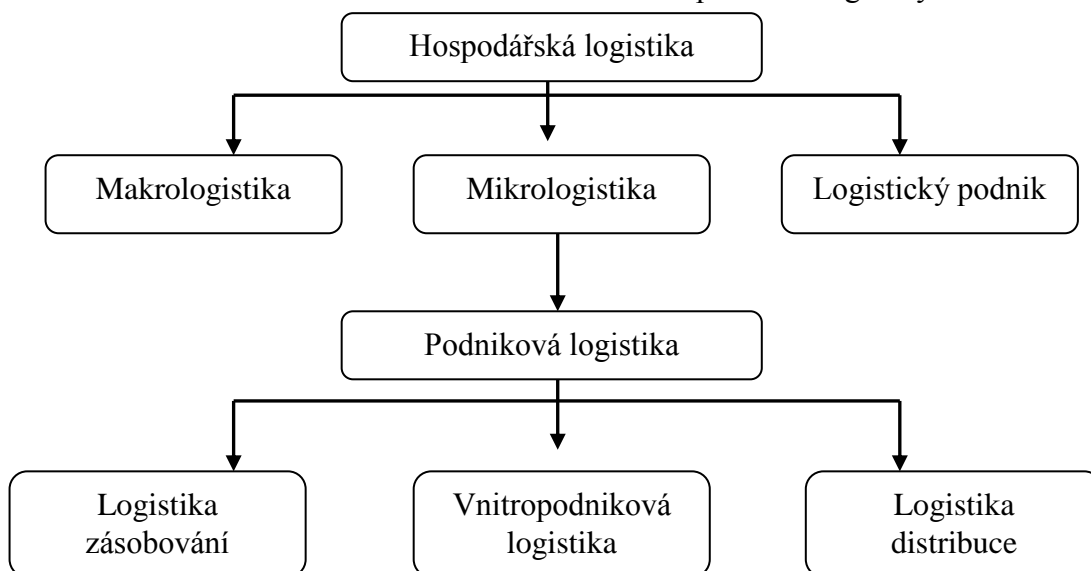 Hospodářská logistika
Makrologistika
Mikrologistika
Logistický podnik
Podniková logistika
Logistika
zásobování
Vnitropodniková
logistika
Logistika
distribuce